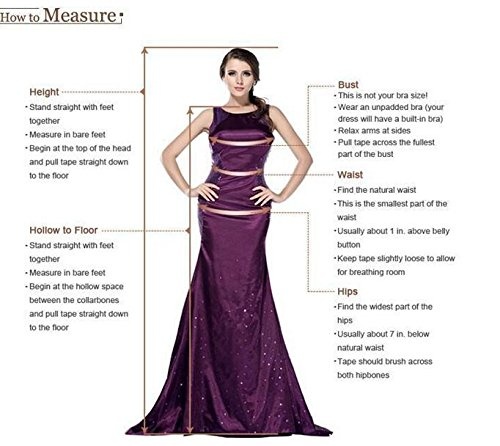 How to Measure:
Height
• Stand straight with feet
together
• Measure in bare feet
• Begin at the top of the head
and pull tape straight down
to the floor
Hollow to Floor
• Stand straight with feet
together
• Measure in bare feet
• Begin at the hollow space
between the collarbones
and pull tape straight down
to the floor
Bust
• This is not your bra size!
• Wear an unpadded bra (your
dress will have a built-in bra)
• Relax arms at sides
• Pull tape across the fullest
part of the bust
Waist
• Find the natural waist
• This is the smallest part of the
waist
• Usually about 1 in. above belly
button
• Keep tape slightly loose to allow
for breathing room
Hips
• Find the widest part of the
hips
• Usually about 7 in. below
natural waist
• Tape should brush across
both hipbones